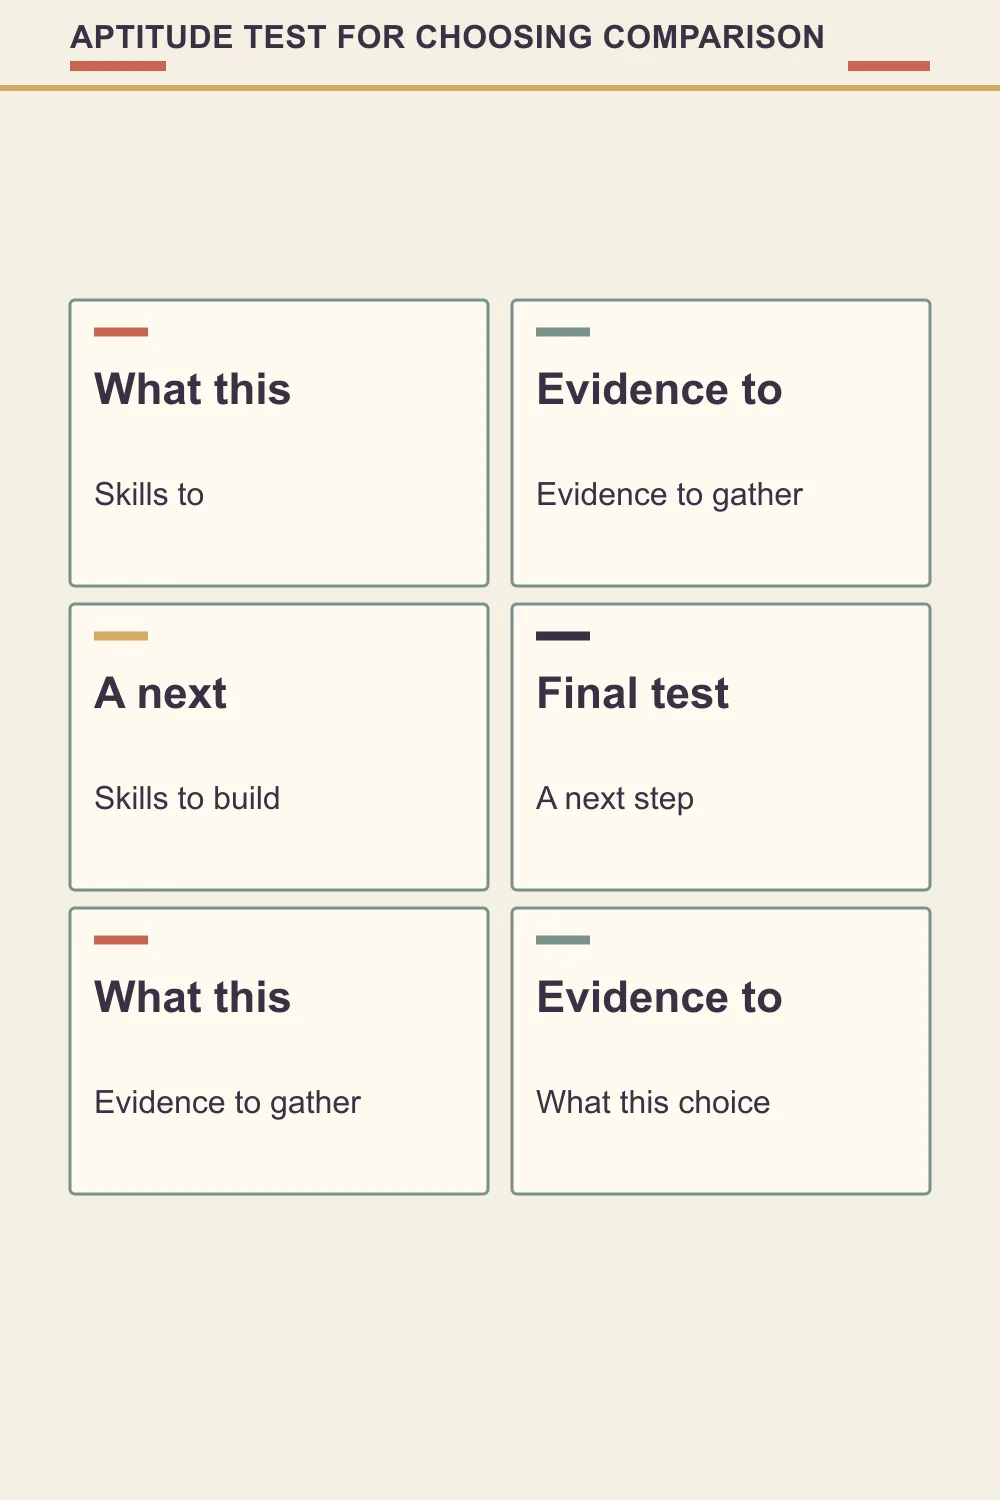 APTITUDE TEST FOR CHOOSING COMPARISON
What this
Skills to
Evidence to
Evidence to gather
A next
Skills to build
Final test
A next step
What this
Evidence to gather
Evidence to
What this choice